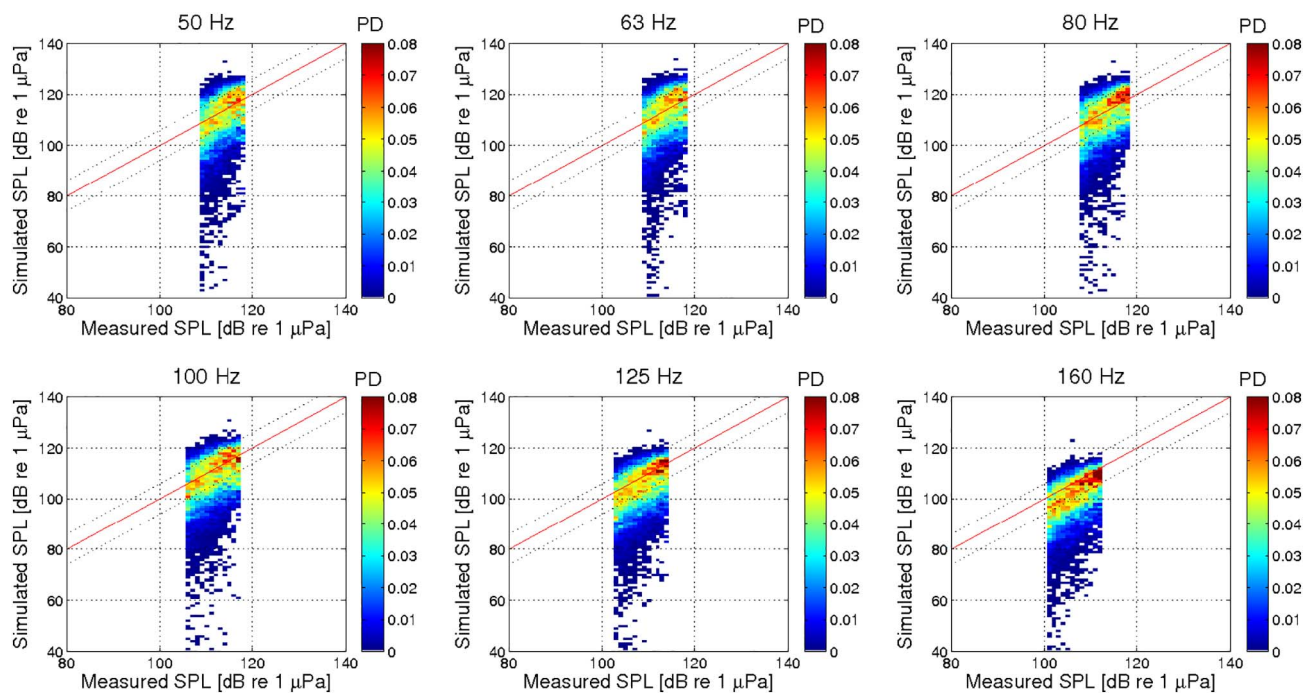 50 Hz PD 63 Hz PD 80 Hz PD
140 0.08 140 0.08 140 0.08
0.07 0.07 0.07
120 0.06 120 0.06 120 0.06
0.05 0.05 0.05
100 0.04 100 0.04 100 0.04
80 0.03 80 0.03 80 0.03
0.02 0.02 0.02
60 0.01 60 0.01 60 0.01
40 0 40 0 40 0
Simulated SPL [dB re 1 μPa] Simulated SPL [dB re 1 μPa] Simulated SPL [dB re 1 μPa]
80 100 120 140 80 100 120 140 80 100 120 140
Measured SPL [dB re 1 μPa] Measured SPL [dB re 1 μPa] Measured SPL [dB re 1 μPa]
100 Hz PD 125 Hz PD 160 Hz PD
140 0.08 140 0.08 140 0.08
0.07 0.07 0.07
120 0.06 120 0.06 120 0.06
0.05 0.05 0.05
100 0.04 100 0.04 100 0.04
80 0.03 80 0.03 80 0.03
0.02 0.02 0.02
60 0.01 60 0.01 60 0.01
40 0 40 0 40 0
Simulated SPL [dB re 1 μPa] Simulated SPL [dB re 1 μPa] Simulated SPL [dB re 1 μPa]
80 100 120 140 80 100 120 140 80 100 120 140
Measured SPL [dB re 1 μPa] Measured SPL [dB re 1 μPa] Measured SPL [dB re 1 μPa]